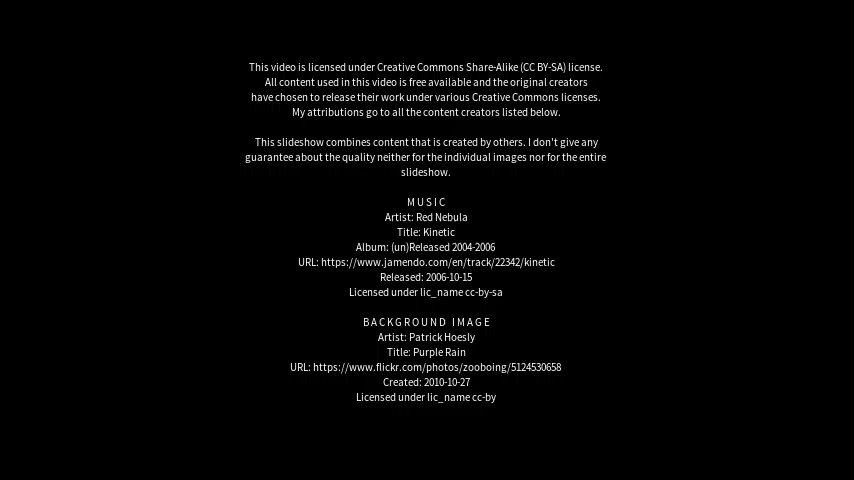 This video is licensed under Creative Commons Share-Alike (CC BY-SA) license.
All content used in this video is free available and the original creators
have chosen to release their work under various Creative Commons licenses.
My attributions go to all the content creators listed below.
This slideshow combines content that is created by others. I don't give any
guarantee about the quality neither for the individual images nor for the entire
slideshow.
MUSIC
Artist: Red Nebula
Title: Kinetic
Album: (un)Released 2004-2006
URL: https://www.jamendo.com/en/track/22342/kinetic
Released: 2006-10-15
Licensed under lic_name cc-by-sa
BACKGROUND IMAGE
Artist: Patrick Hoesly
Title: Purple Rain
URL: https://www.flickr.com/photos/zooboing/5124530658
Created: 2010-10-27
Licensed under lic_name cc-by